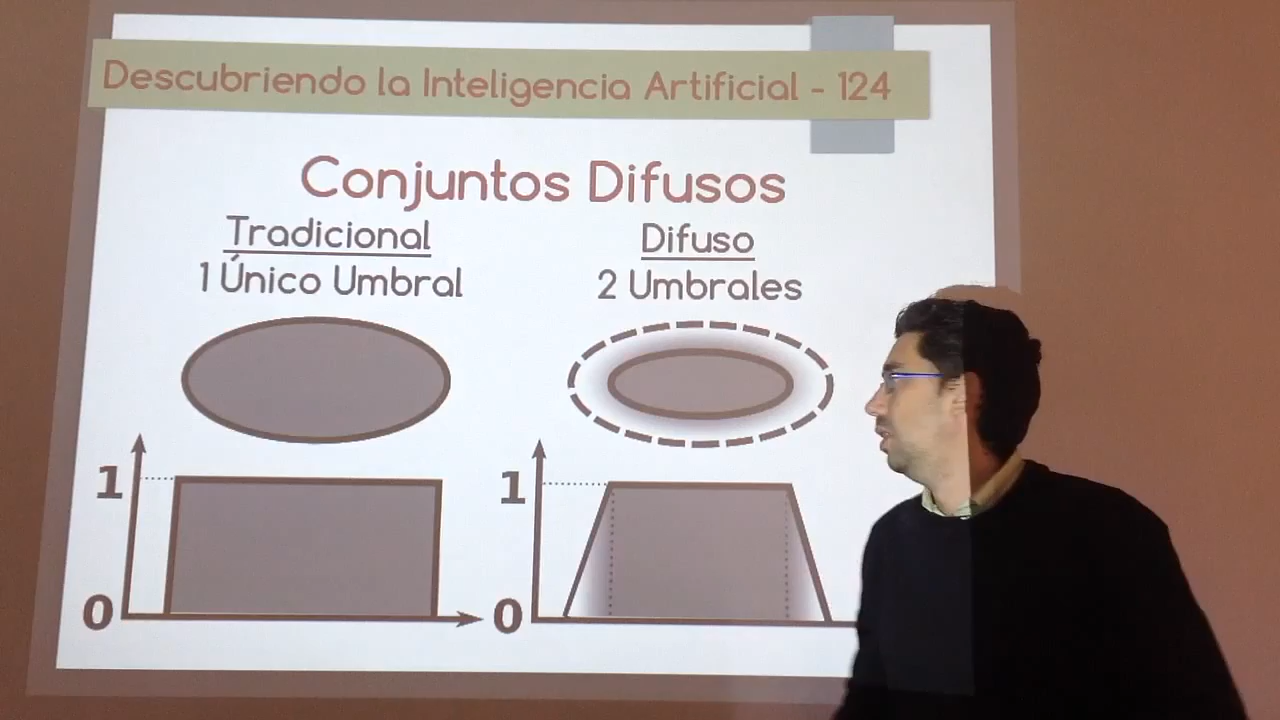 Descubriendo la Inteligencia Artificial - 124
Conjuntos Difusos
Tradicional
1 Único Umbral
Difuso
2 Umbrales
1
0
1
0